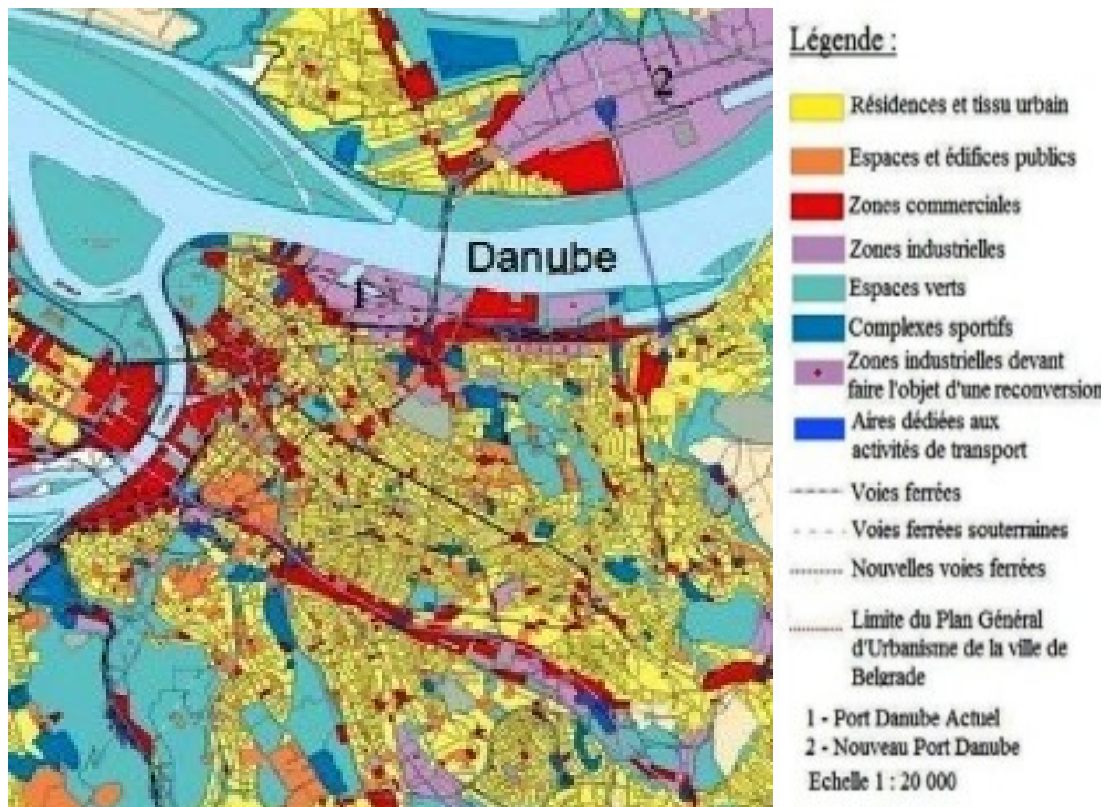 2
Danube
1
Légende :
Résidences et tissu urbain
Espaces et édifices publics
Zones commerciales
Zones industrielles
Espaces verts
Complexes sportifs
Zones industrielles devant
faire l'objet d'une reconversion
Aires dédiées aux
activités de transport
Voies ferrées
Voies ferrées souterraines
Nouvelles voies ferrées
Limite du Plan Général
d'Urbanisme de la ville de
Belgrade
1 - Port Danube Actuel
2 - Nouveau Port Danube
Echelle 1 : 20 000